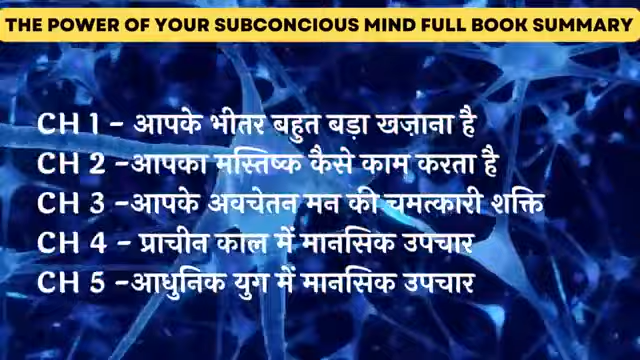 THE POWER OF YOUR SUBCONCIOUS MIND FULL BOOK SUMMARY
CH 1 - आपके भीतर बहुत बड़ा खज़ाना है
CH 2 -आपका मस्तिष्क कैसे काम करता है
CH 3 -आपके अवचेतन मन की चमत्कारी शक्ति
CH 4 - प्राचीन काल में मानसिक उपचार
CH 5 -आधुनिक युग में मानसिक उपचार